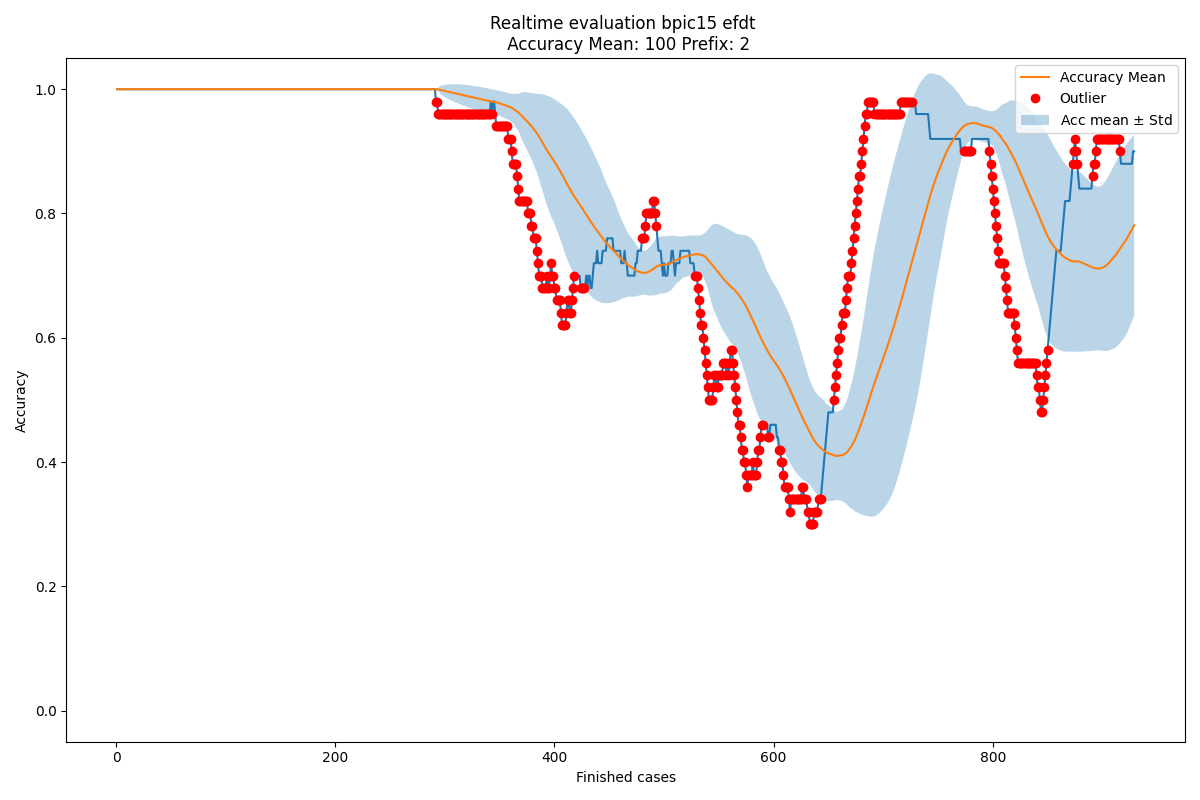 Realtime evaluation bpic15 efdt
Accuracy Mean: 100 Prefix: 2
Accuracy Mean
Outlier
Acc mean ± Std
1.0
0.8
0.6
0.4
0.2
0.0
Accuracy
0 200 400 600 800
Finished cases